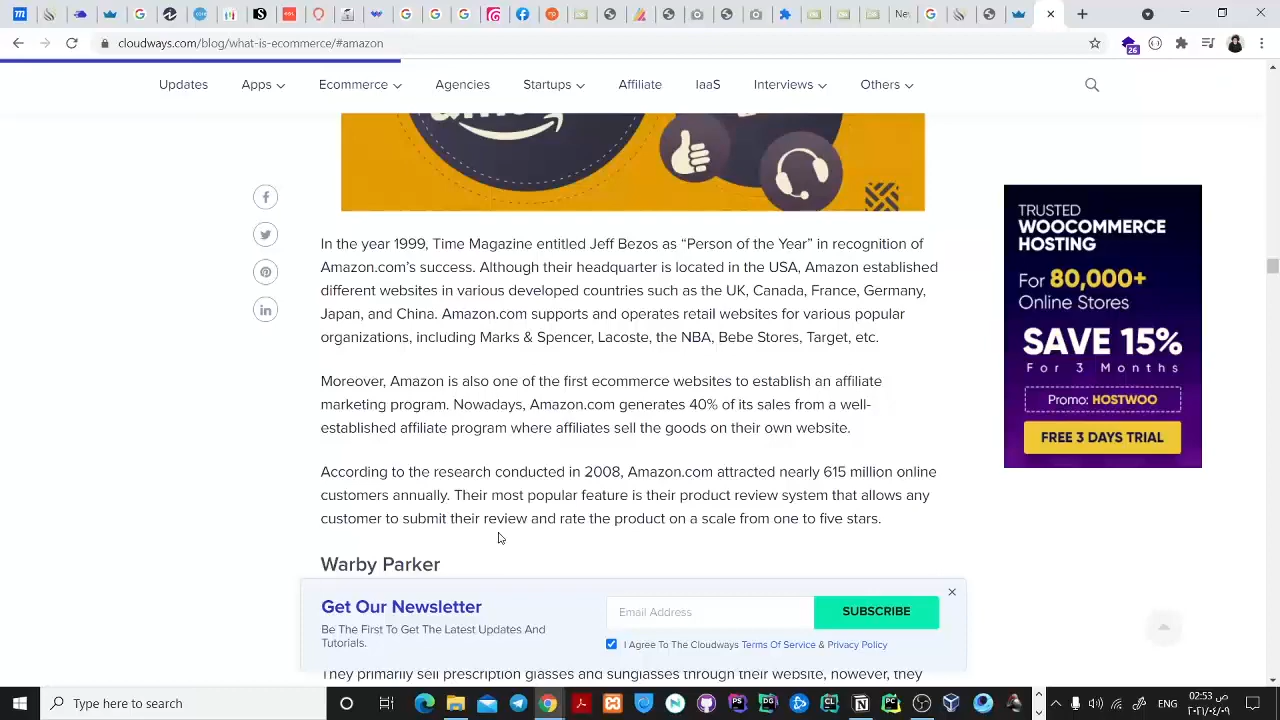 cloudways.com/blog/what-is-ecommerce/#amazon
26
Updates Apps Ecommerce Agencies Startups Affiliate IaaS Interviews Others
In the year 1999, Time Magazine entitled Jeff Bezos as “Person of the Year” in recognition of
Amazon.com’s success. Although their headquarter is located in the USA, Amazon established
different websites in various developed countries such as the UK, Canada, France, Germany,
Japan, and China. Amazon.com supports and operates retail websites for various popular
organizations, including Marks & Spencer, Lacoste, the NBA, Bebe Stores, Target, etc.
Moreover, Amazon is also one of the first ecommerce websites to establish an affiliate
marketing program. Nowadays, Amazon.com generates 40% of its sales from a well-
established affiliate program where affiliates sell the goods on their own website.
According to the research conducted in 2008, Amazon.com attracted nearly 615 million online
customers annually. Their most popular feature is their product review system that allows any
customer to submit their review and rate the product on a scale from one to five stars.
Warby Parker
TRUSTED
WOOCOMMERCE
HOSTING
For 80,000+
Online Stores
SAVE 15%
For 3 Months
Promo: HOSTWOO
FREE 3 DAYS TRIAL
Get Our Newsletter
Be The First To Get The Latest Updates And
Tutorials.
Email Address
SUBSCRIBE
I Agree To The Cloudways Terms Of Service & Privacy Policy
They primarily sell prescription glasses and sunglasses through their website, however, they
Type here to search
ENG
02:53